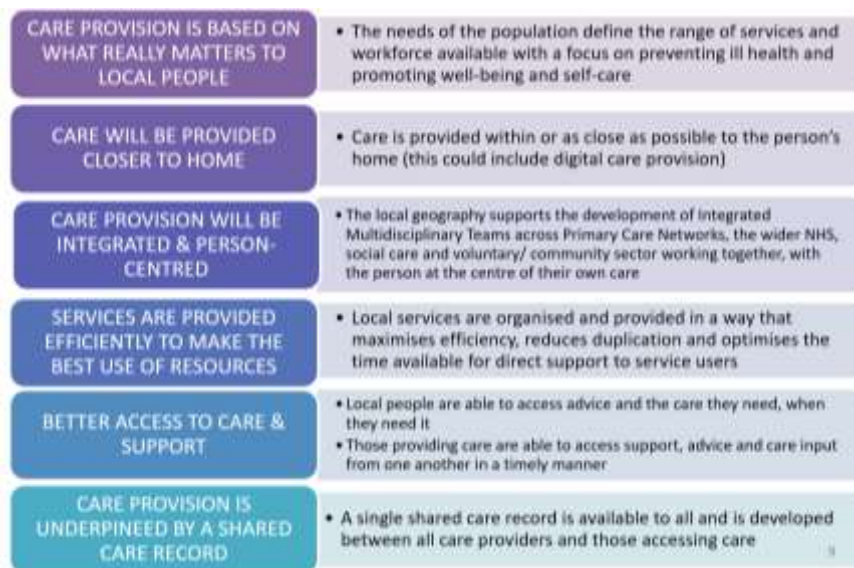 CARE PROVISION IS BASED ON
WHAT REALLY MATTERS TO
LOCAL PEOPLE
• The needs of the population define the range of services and
workforce available with a focus on preventing ill health and
promoting well-being and self-care
CARE WILL BE PROVIDED
CLOSER TO HOME
• Care is provided within or as close as possible to the person's
home (this could include digital care provision)
CARE PROVISION WILL BE
INTEGRATED & PERSON-
CENTRED
• The local geography supports the development of Integrated
Multidisciplinary Teams across Primary Care Networks, the wider NHS,
social care and voluntary/ community sector working together, with
the person at the centre of their own care
SERVICES ARE PROVIDED
EFFICIENTLY TO MAKE THE
BEST USE OF RESOURCES
• Local services are organised and provided in a way that
maximises efficiency, reduces duplication and optimises the
time available for direct support to service users
BETTER ACCESS TO CARE &
SUPPORT
• Local people are able to access advice and the care they need, when
they need it
• Those providing care are able to access support, advice and care input
from one another in a timely manner
CARE PROVISION IS
UNDERPINEED BY A SHARED
CARE RECORD
• A single shared care record is available to all and is developed
between all care providers and those accessing care